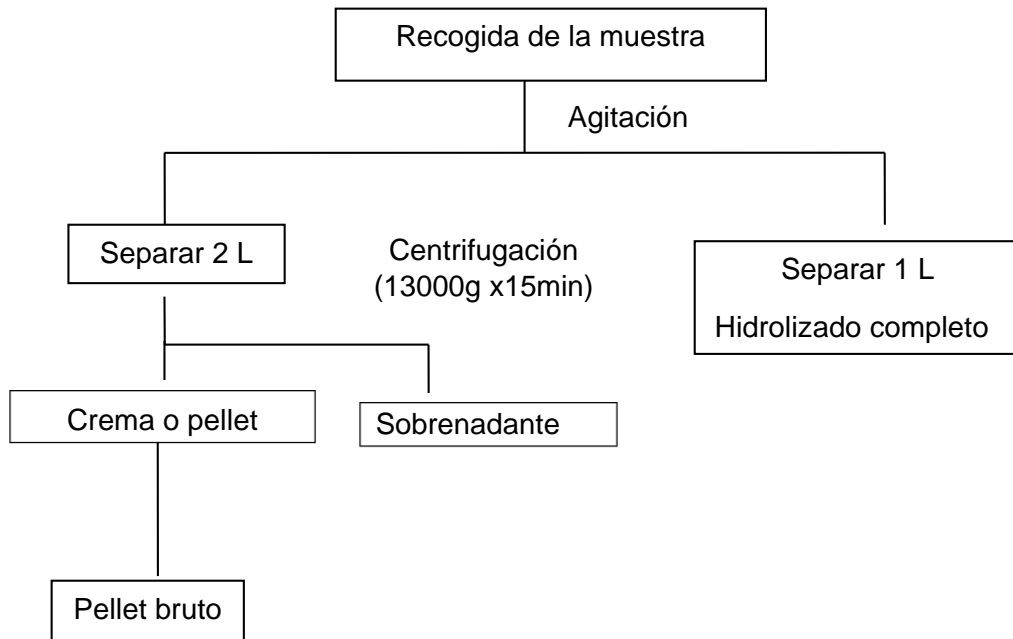 Recogida de la muestra
Agitación
Separar 2 L
Centrifugación
(13000g x15min)
Separar 1 L
Hidrolizado completo
Crema o pellet
Sobrenadante
Pellet bruto